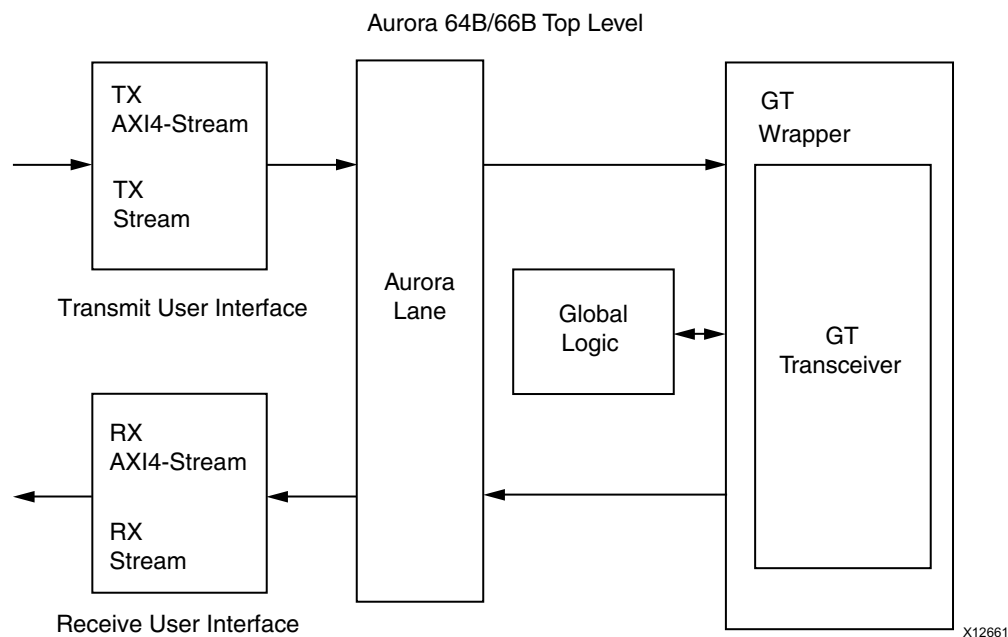 Aurora 64B/66B Top Level
TX
AXI4-Stream
TX
Stream
Transmit User Interface
Aurora
Lane
Global
Logic
GT
Wrapper
GT
Transceiver
RX
AXI4-Stream
RX
Stream
Receive User Interface
X12661